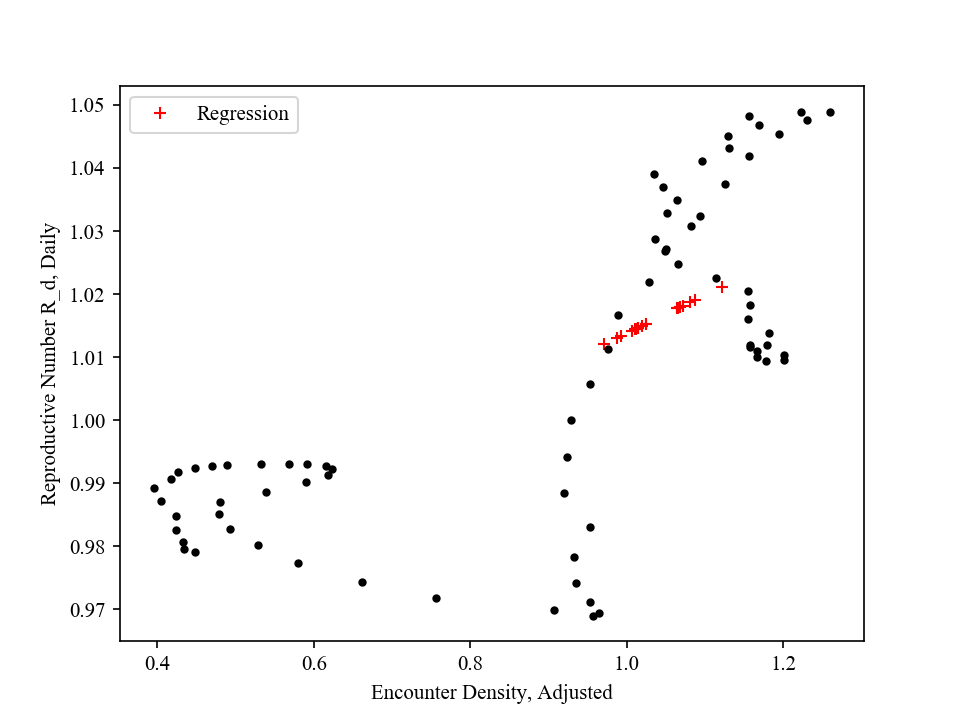 Regression
1.05
1.04
1.03
1.02
1.01
1.00
0.99
0.98
0.97
Reproductive Number R_d, Daily
0.4 0.6 0.8 1.0 1.2
Encounter Density, Adjusted